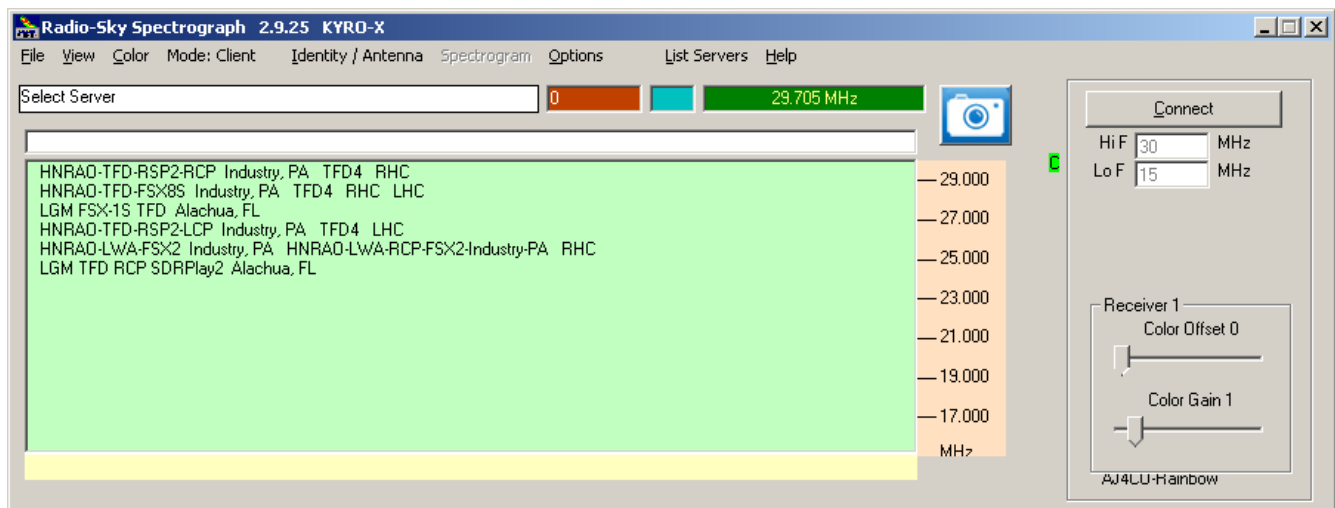 Radio-Sky Spectrograph 2.9.25 KYRO-X
File View Color Mode: Client Identity / Antenna Spectrogram Options List Servers Help
Select Server
0
29.705 MHz
HNRAO-TFD-RSP2-RCP Industry, PA TFD4 RHC
HNRAO-TFD-FSX8S Industry, PA TFD4 RHC LHC
LGM FSX-1S TFD Alachua, FL
HNRAO-TFD-RSP2-LCP Industry, PA TFD4 LHC
HNRAO-LWA-FSX2 Industry, PA HNRAO-LWA-RCP-FSX2-Industry-PA RHC
LGM TFD RCP SDRPlay2 Alachua, FL
29.000
27.000
25.000
23.000
21.000
19.000
17.000
MHz
C
Connect
Hi F 30 MHz
Lo F 15 MHz
Receiver 1
Color Offset 0
Color Gain 1
AJ4CO-Rainbow